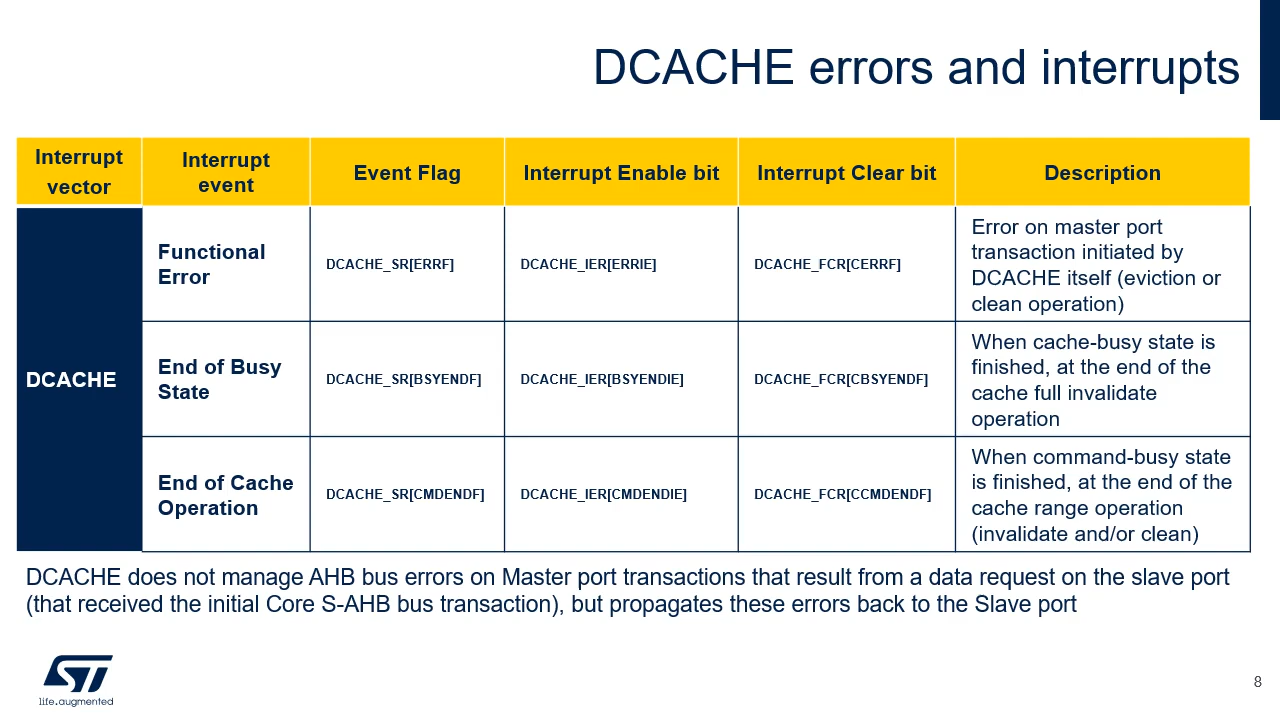 DCACHE errors and interrupts
Interrupt
vector
Interrupt
event
Event Flag
Interrupt Enable bit
Interrupt Clear bit
Description
DCACHE
Functional
Error
DCACHE_SR[ERRF]
DCACHE_IER[ERRIE]
DCACHE_FCR[CERRF]
Error on master port
transaction initiated by
DCACHE itself (eviction or
clean operation)
End of Busy
State
DCACHE_SR[BSYENDF]
DCACHE_IER[BSYENDIE]
DCACHE_FCR[CBSYENDF]
When cache-busy state is
finished, at the end of the
cache full invalidate
operation
End of Cache
Operation
DCACHE_SR[CMDENDF]
DCACHE_IER[CMDENDIE]
DCACHE_FCR[CCMDENDF]
When command-busy state
is finished, at the end of the
cache range operation
(invalidate and/or clean)
DCACHE does not manage AHB bus errors on Master port transactions that result from a data request on the slave port
(that received the initial Core S-AHB bus transaction), but propagates these errors back to the Slave port
ST
life.augmented
8